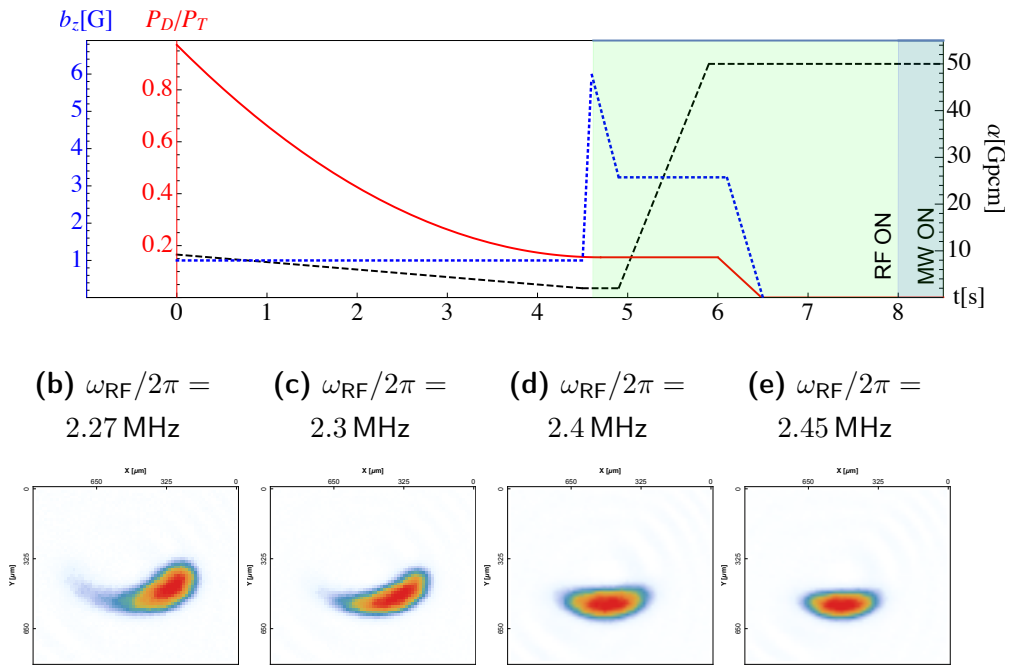 b_z[G] P_D/P_T
6
5
4
3
2
1
0.8
0.6
0.4
0.2
50
40
30
20
10
α[Gpcm]
RF ON
MW ON
0 1 2 3 4 5 6 7 8 t[s]
(b) ω_RF/2π = (c) ω_RF/2π = (d) ω_RF/2π = (e) ω_RF/2π =
2.27 MHz 2.3 MHz 2.4 MHz 2.45 MHz
X [μm] X [μm] X [μm] X [μm]
650 325 0 650 325 0 650 325 0 650 325 0
0 0 0 0
325 325 325 325
Y [μm] Y [μm] Y [μm] Y [μm]
650 650 650 650